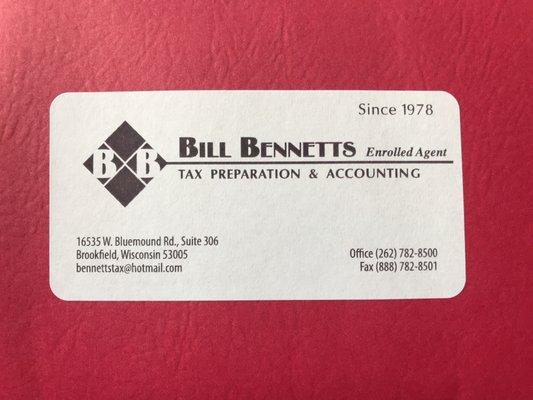 Since 1978
B B
BILL BENNETTS Enrolled Agent
TAX PREPARATION & ACCOUNTING
16535 W. Bluemound Rd., Suite 306
Brookfield, Wisconsin 53005
bennettstax@hotmail.com
Office (262) 782-8500
Fax (888) 782-8501